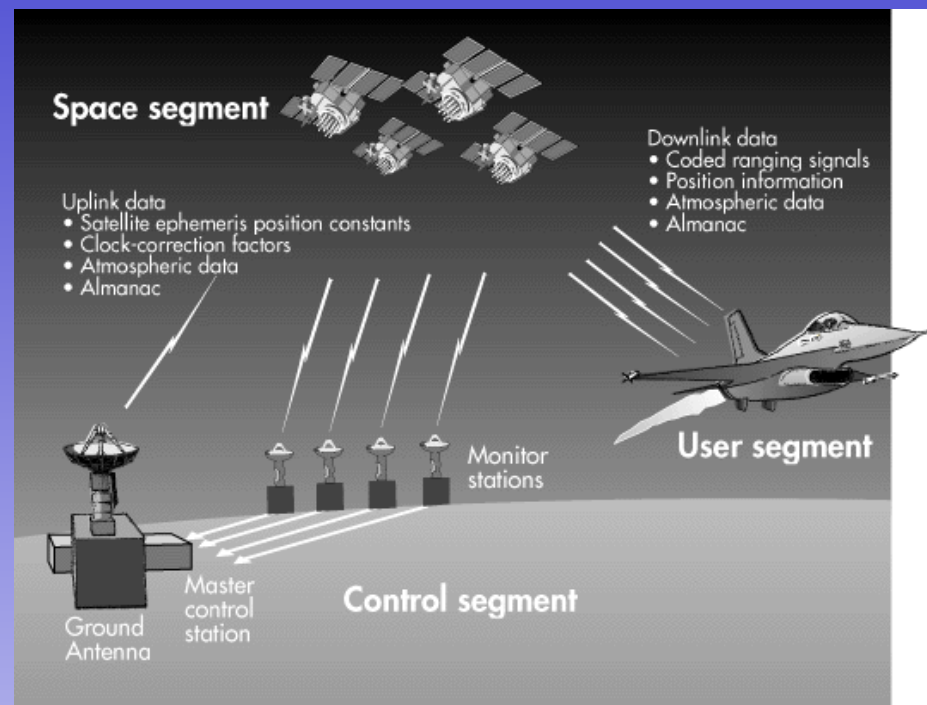 Space segment
Uplink data
• Satellite ephemeris position constants
• Clock-correction factors
• Atmospheric data
• Almanac
Downlink data
• Coded ranging signals
• Position information
• Atmospheric data
• Almanac
User segment
Monitor
stations
Master
control
station
Control segment
Ground
Antenna